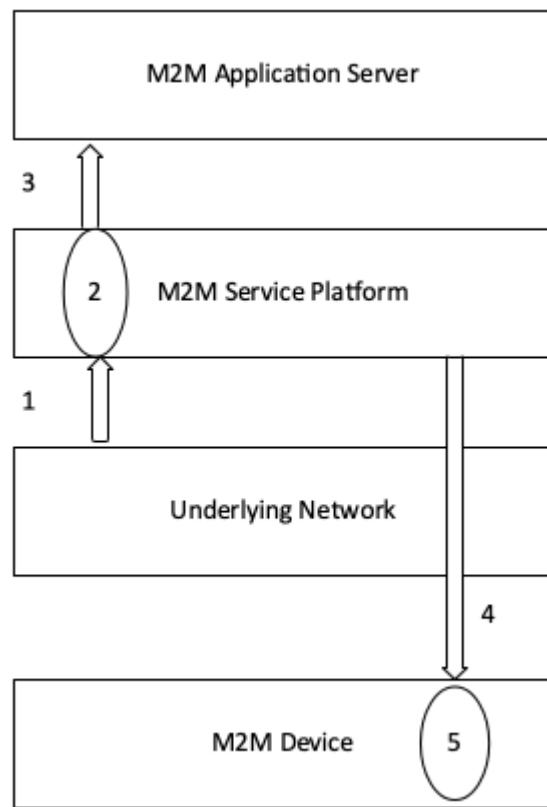 M2M Application Server
3
2
M2M Service Platform
1
Underlying Network
4
M2M Device
5